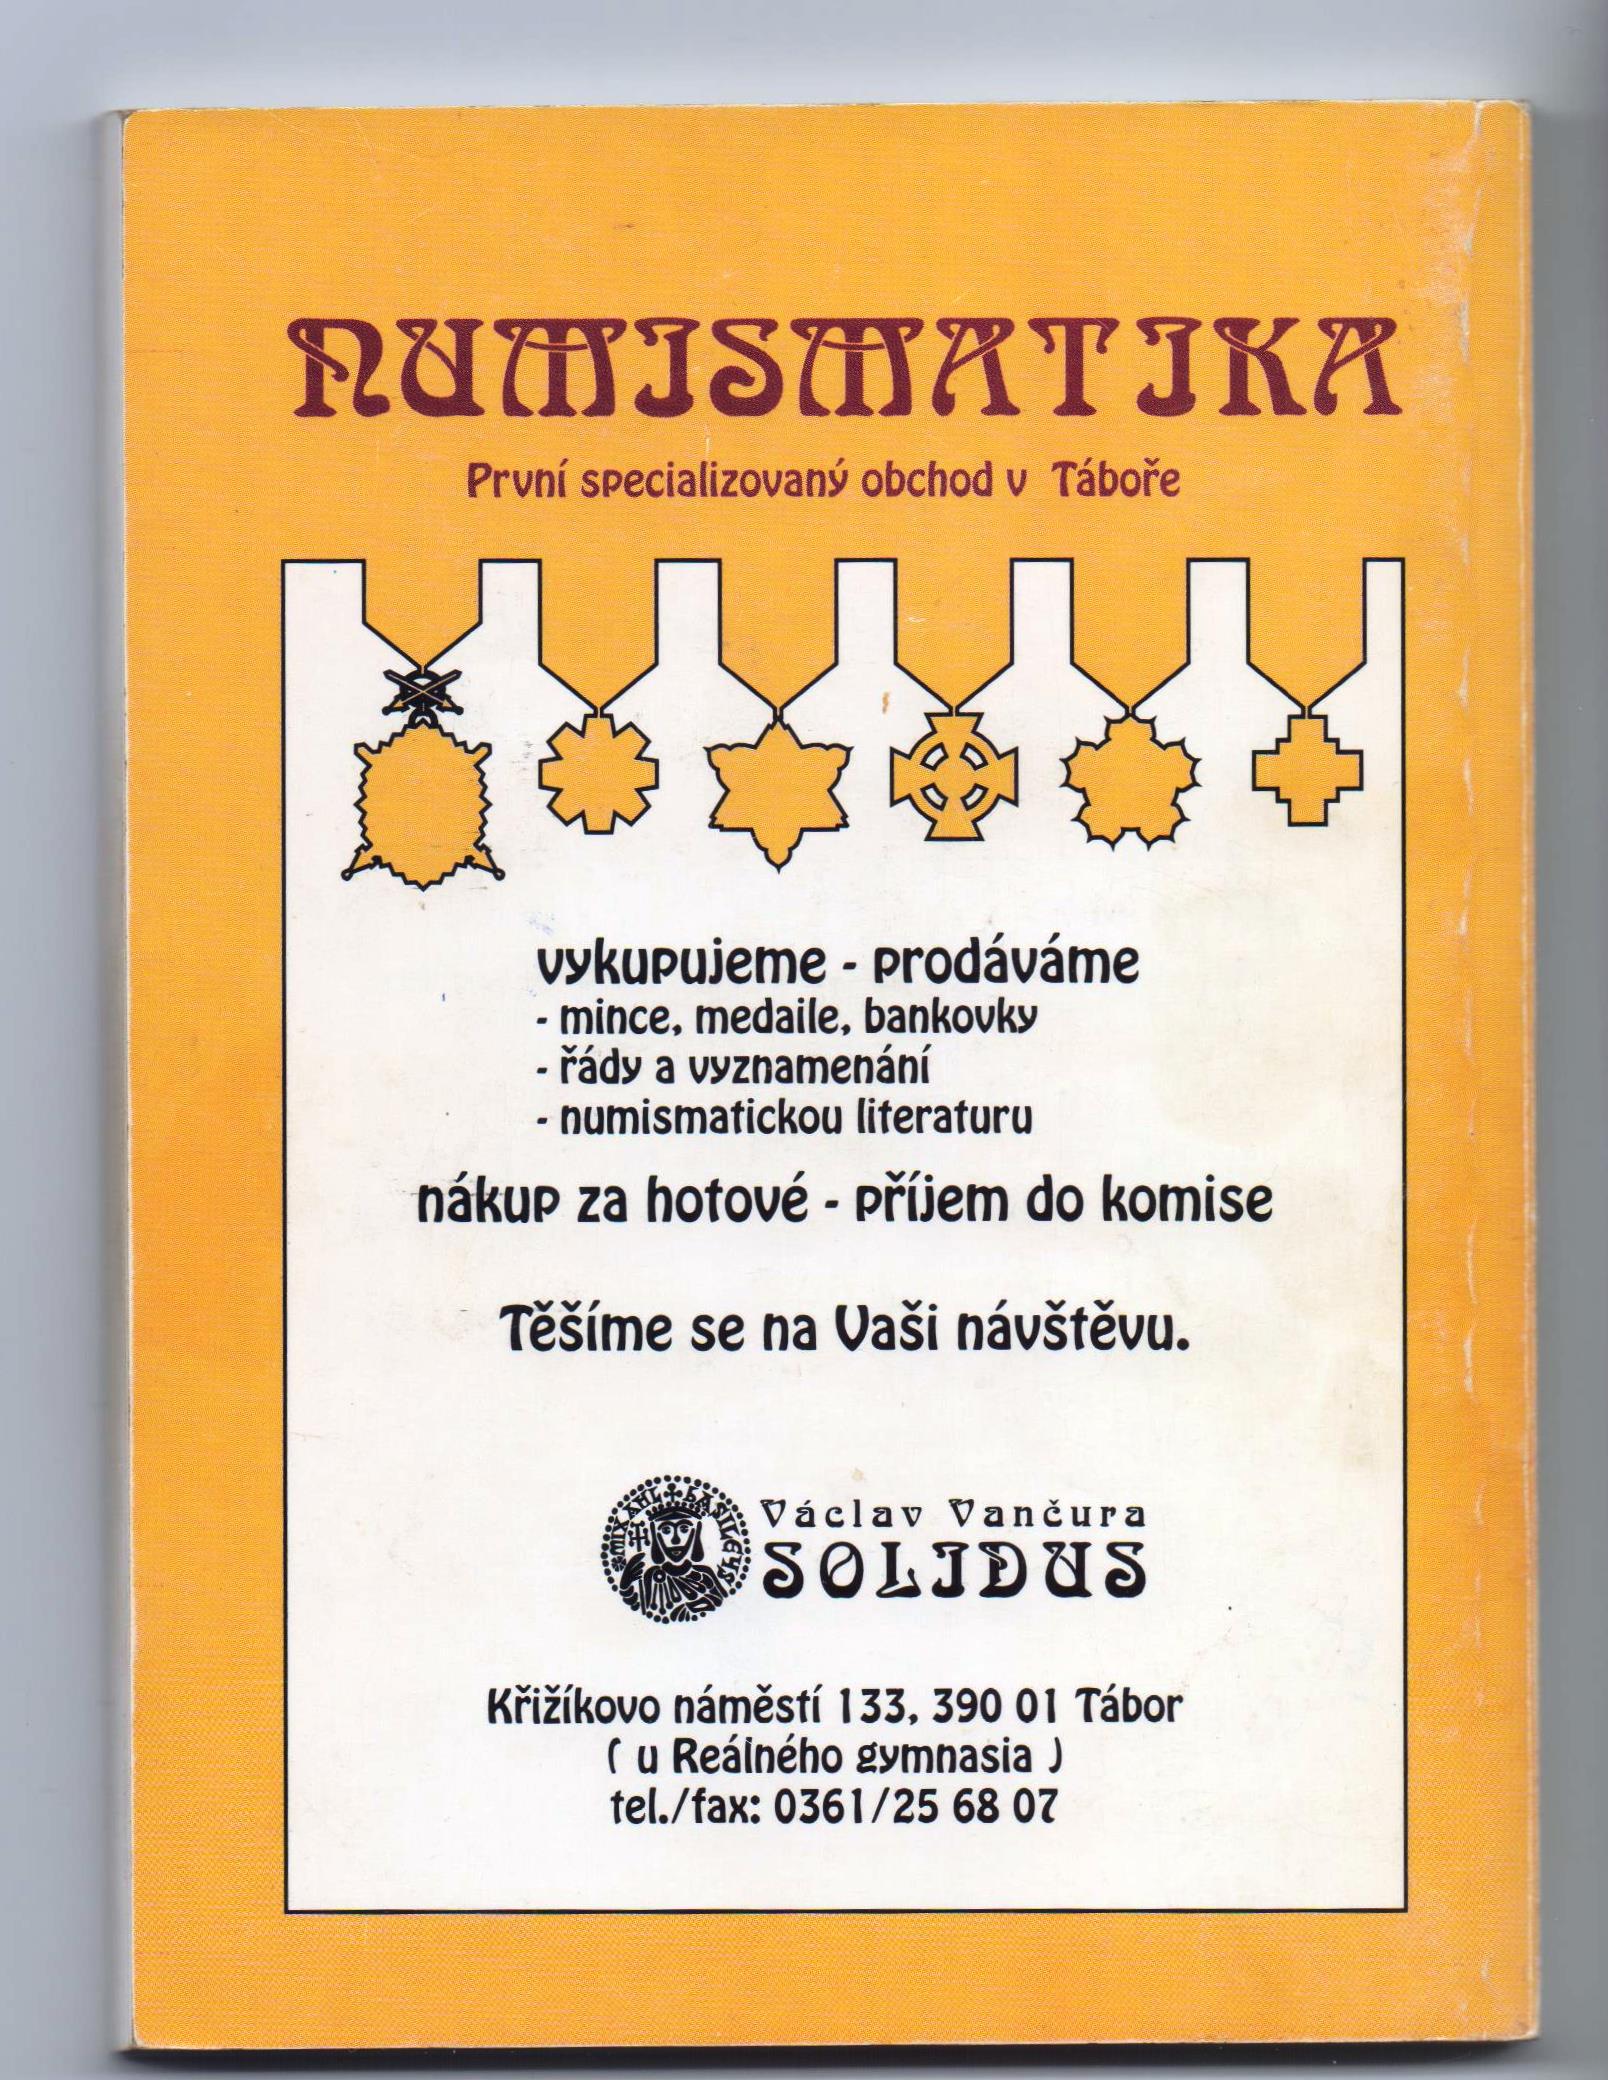 NUMISMATIKA
První specializovaný obchod v Táboře
vykupujeme - prodáváme
- mince, medaile, bankovky
- řády a vyznamenání
- numismatickou literaturu
nákup za hotové - příjem do komise
Těšíme se na Vaši návštěvu.
MIXAHL BASILEYS
Václav Vančura
SOLIDUS
Křižíkovo náměstí 133, 390 01 Tábor
( u Reálného gymnasia )
tel./fax: 0361/25 68 07